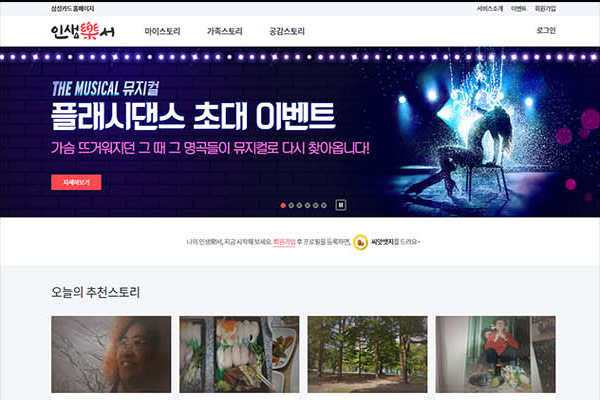 삼성카드 홈페이지
서비스소개 이벤트 회원가입
인생樂서 마이스토리 가족스토리 공감스토리 로그인
THE MUSICAL 뮤지컬
플래시댄스 초대 이벤트
가슴 뜨거워지던 그 때 그 명곡들이 뮤지컬로 다시 찾아옵니다!
자세히보기
나의 인생樂서, 지금 시작해 보세요. 회원가입 후 프로필을 등록하면, 씨앗뱃지를 드려요~
오늘의 추천스토리